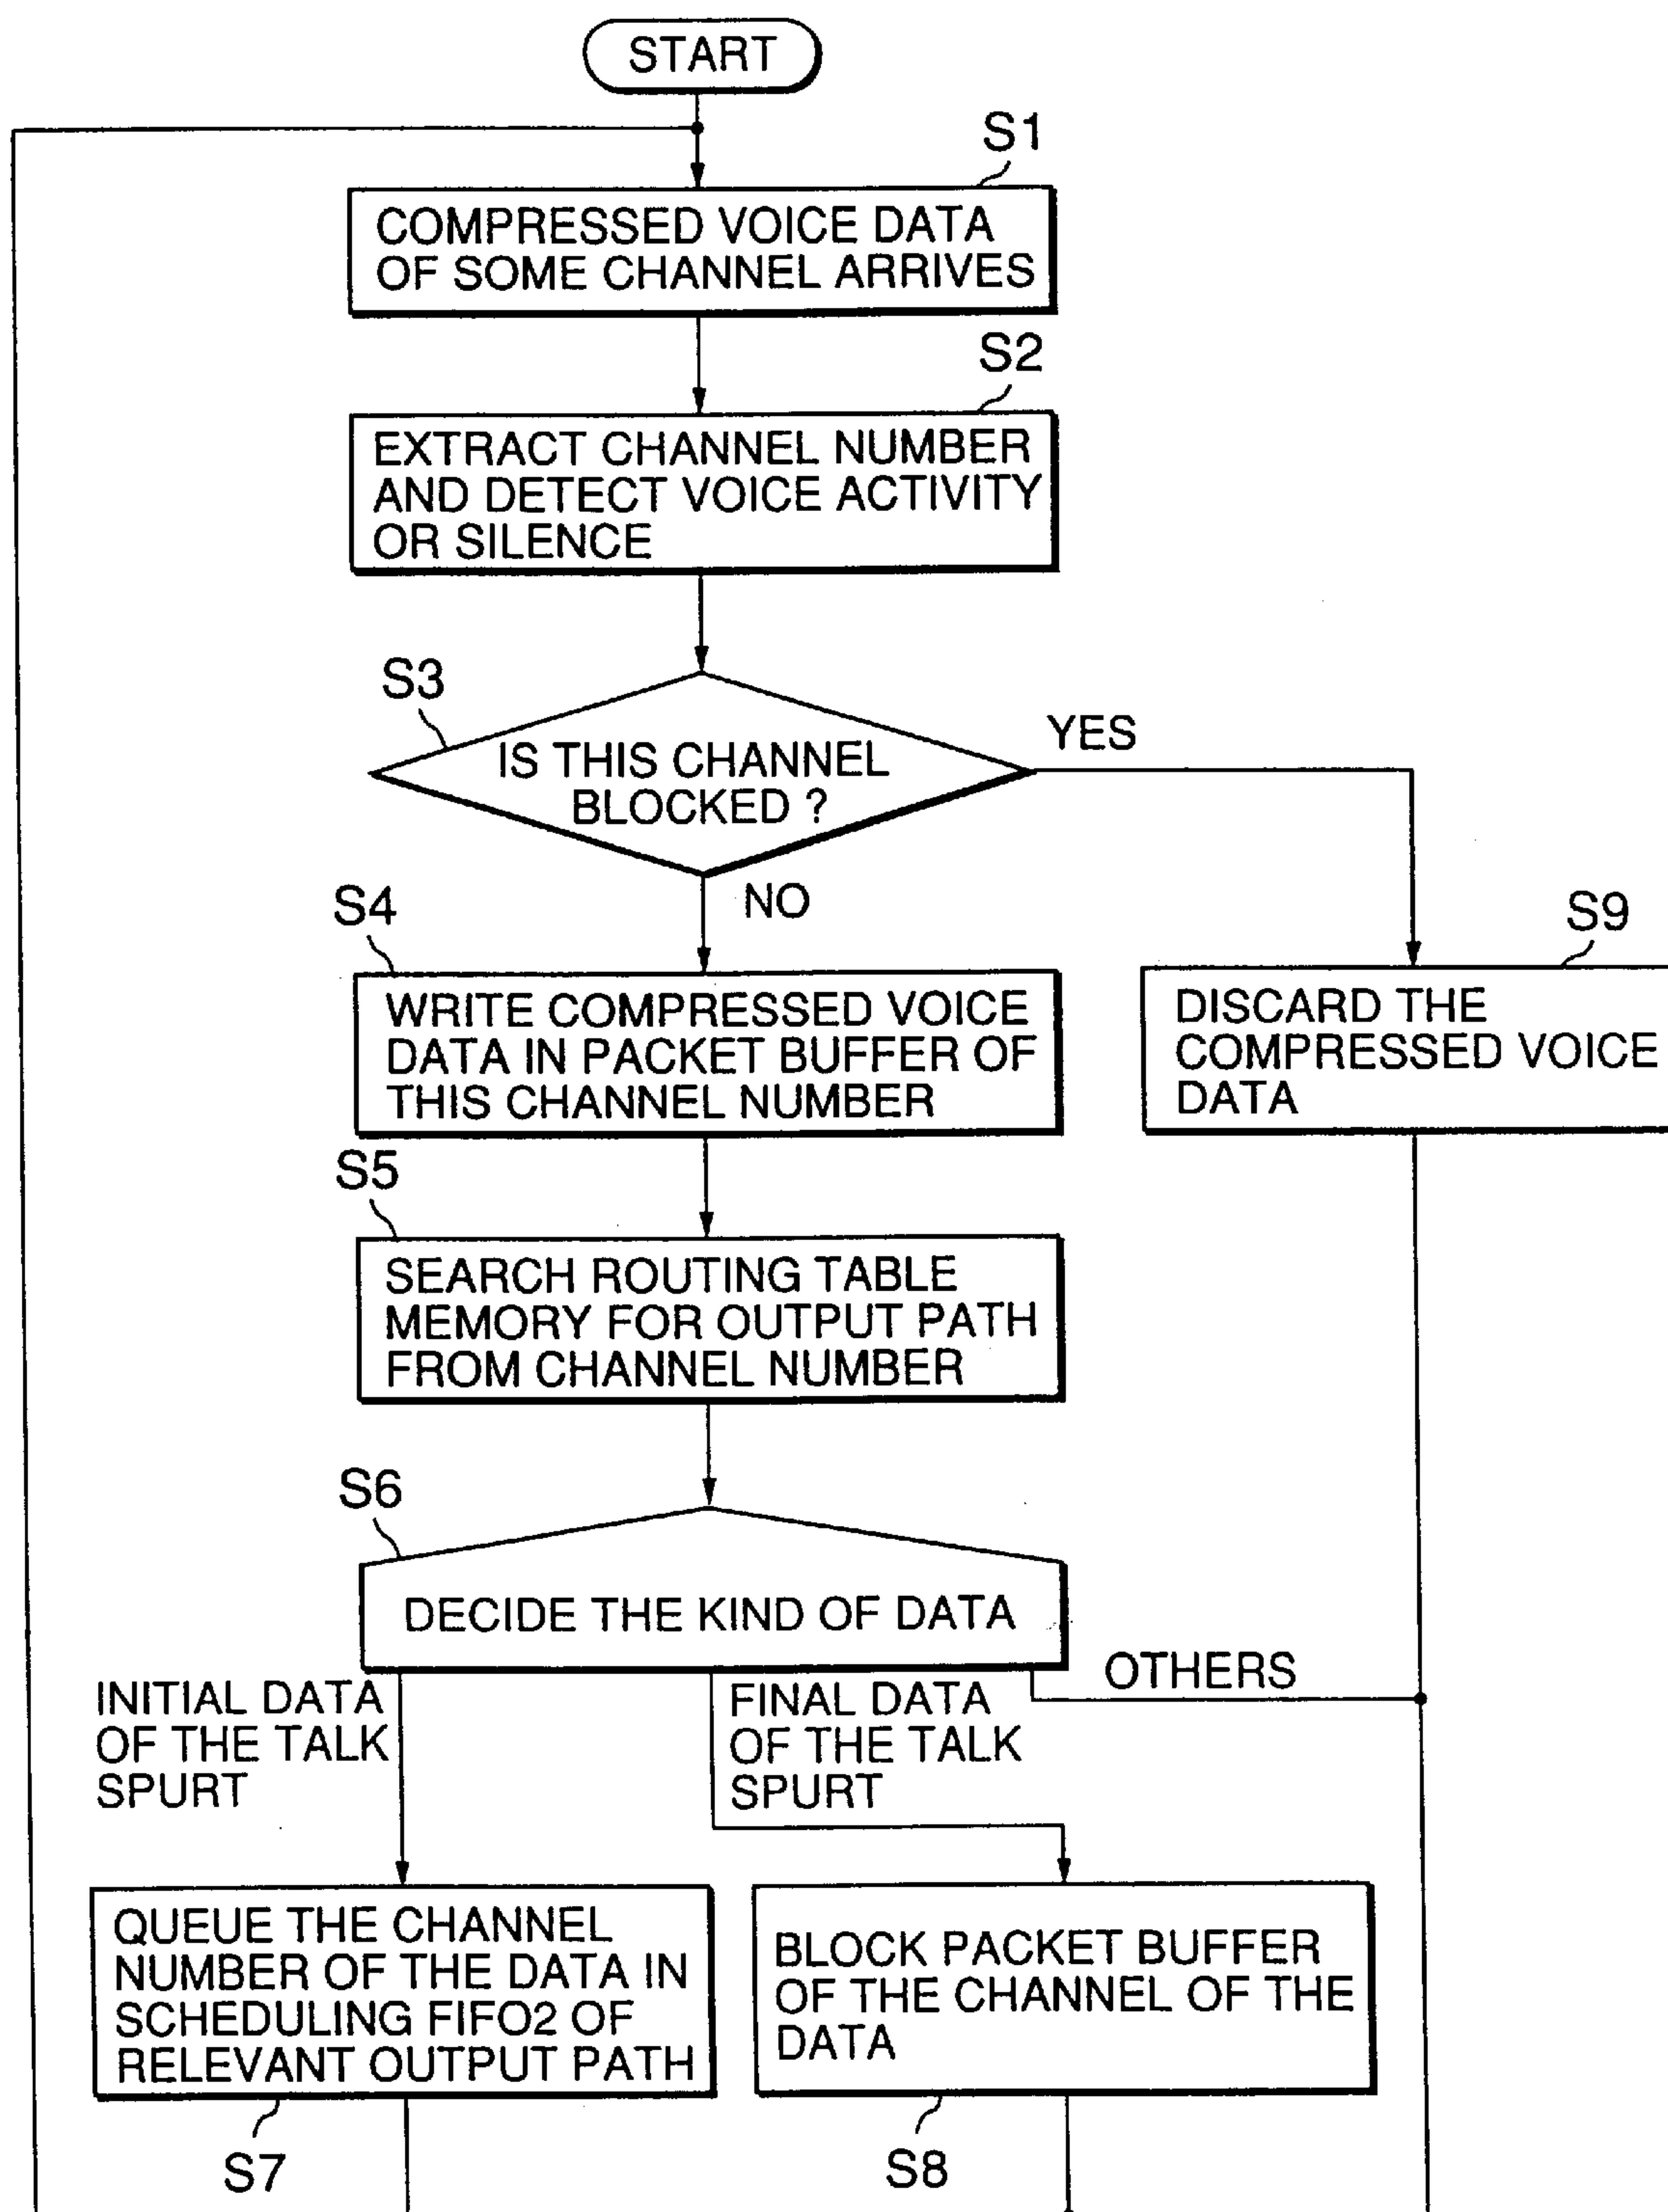 START
S1
COMPRESSED VOICE DATA
OF SOME CHANNEL ARRIVES
S2
EXTRACT CHANNEL NUMBER
AND DETECT VOICE ACTIVITY
OR SILENCE
S3
IS THIS CHANNEL
BLOCKED ?
YES
NO
S4
WRITE COMPRESSED VOICE
DATA IN PACKET BUFFER OF
THIS CHANNEL NUMBER
S9
DISCARD THE
COMPRESSED VOICE
DATA
S5
SEARCH ROUTING TABLE
MEMORY FOR OUTPUT PATH
FROM CHANNEL NUMBER
S6
DECIDE THE KIND OF DATA
INITIAL DATA
OF THE TALK
SPURT
FINAL DATA
OF THE TALK
SPURT
OTHERS
QUEUE THE CHANNEL
NUMBER OF THE DATA IN
SCHEDULING FIFO2 OF
RELEVANT OUTPUT PATH
S7
BLOCK PACKET BUFFER
OF THE CHANNEL OF THE
DATA
S8